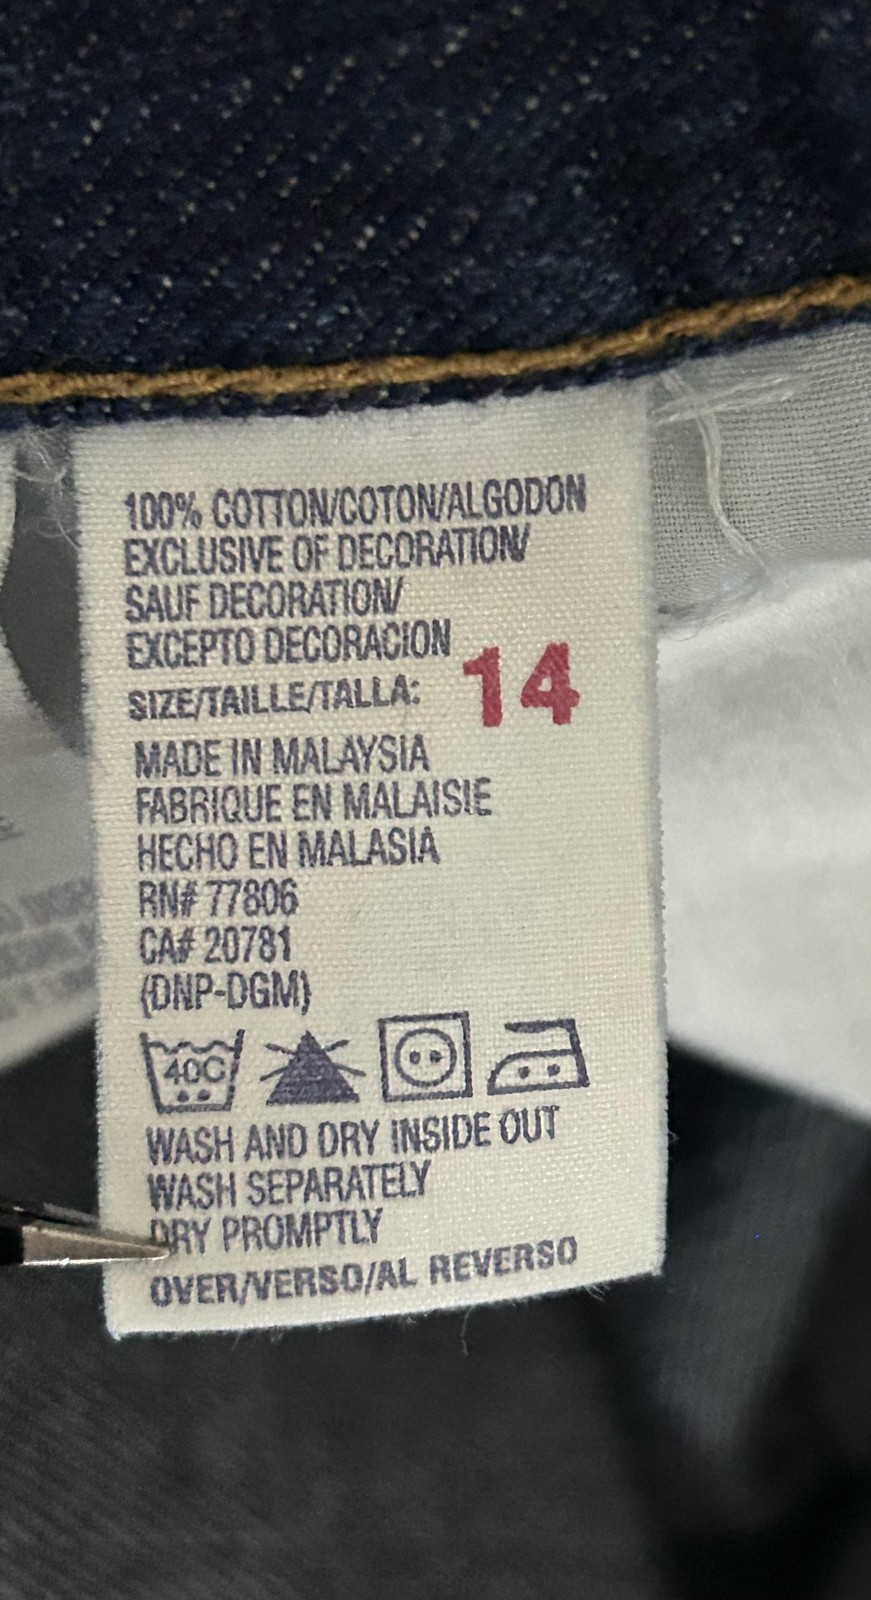 100% COTTON/COTON/ALGODON
EXCLUSIVE OF DECORATION/
SAUF DECORATION/
EXCEPTO DECORACION
SIZE/TAILLE/TALLA: 14
MADE IN MALAYSIA
FABRIQUE EN MALAISIE
HECHO EN MALASIA
RN# 77806
CA# 20781
(DNP-DGM)
40C
WASH AND DRY INSIDE OUT
WASH SEPARATELY
DRY PROMPTLY
OVER/VERSO/AL REVERSO